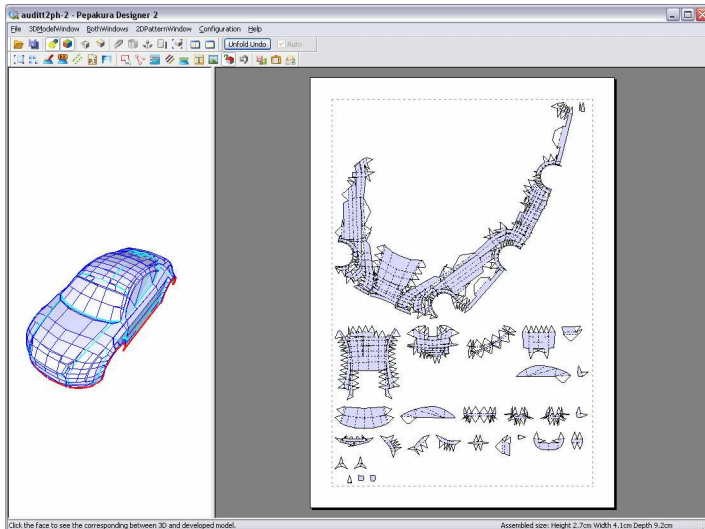 auditt2ph-2 - Pepakura Designer 2
File 3DModelWindow BothWindows 2DPatternWindow Configuration Help
Unfold Undo Auto
Click the face to see the corresponding between 3D and developed model.
Assembled size: Height 2.7cm Width 4.1cm Depth 9.2cm